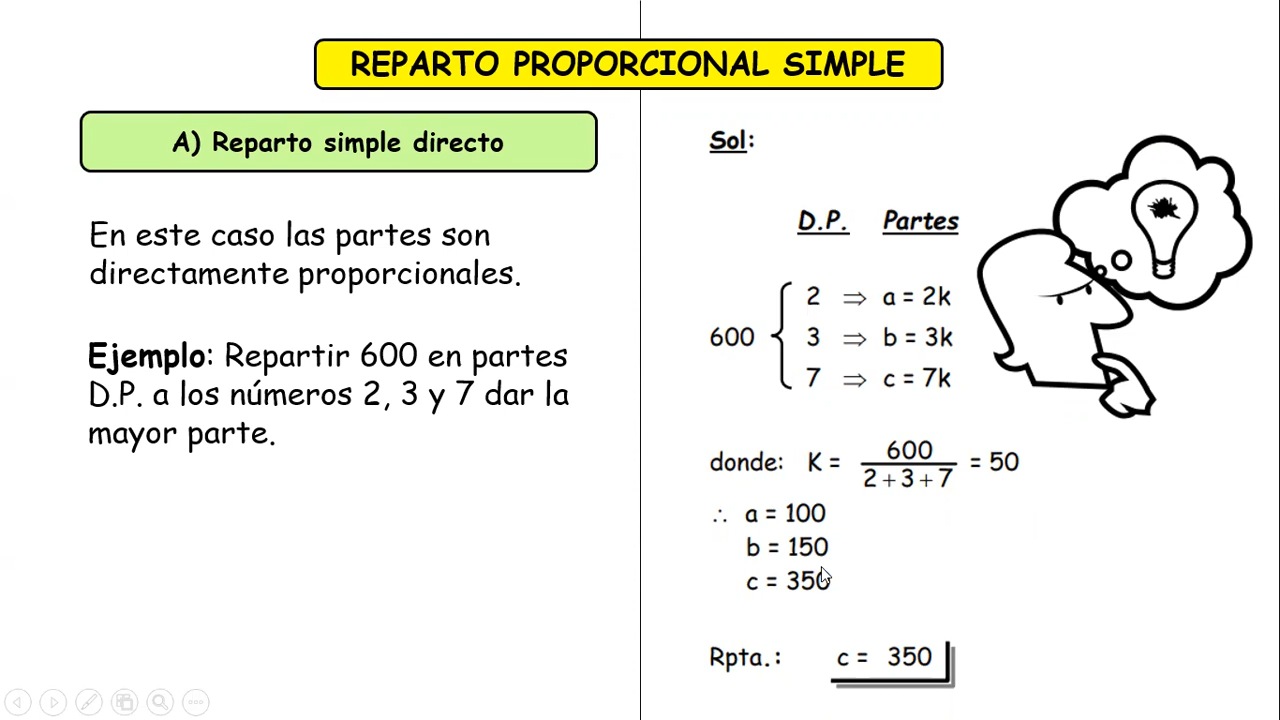 REPARTO PROPORCIONAL SIMPLE
A) Reparto simple directo
En este caso las partes son
directamente proporcionales.
Ejemplo: Repartir 600 en partes
D.P. a los números 2, 3 y 7 dar la
mayor parte.
Sol:
D.P. Partes
2 ⇒ a = 2k
600 { 3 ⇒ b = 3k
7 ⇒ c = 7k
600
donde: K = = 50
2 + 3 + 7
∴ a = 100
b = 150
c = 350
Rpta.: c = 350